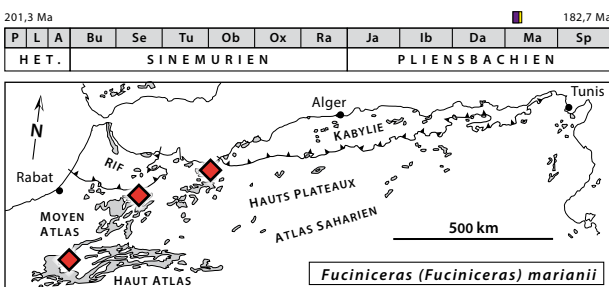 201,3 Ma 182,7 Ma
P L A Bu Se Tu Ob Ox Ra Ja Ib Da Ma Sp
HET. SINEMURIEN PLIENSBACHIEN
Tunis
Alger
KABYLIE
N
RIF
Rabat
HAUTS PLATEAUX
MOYEN
ATLAS
ATLAS SAHARIEN
500 km
HAUT ATLAS
Fuciniceras (Fuciniceras) marianii